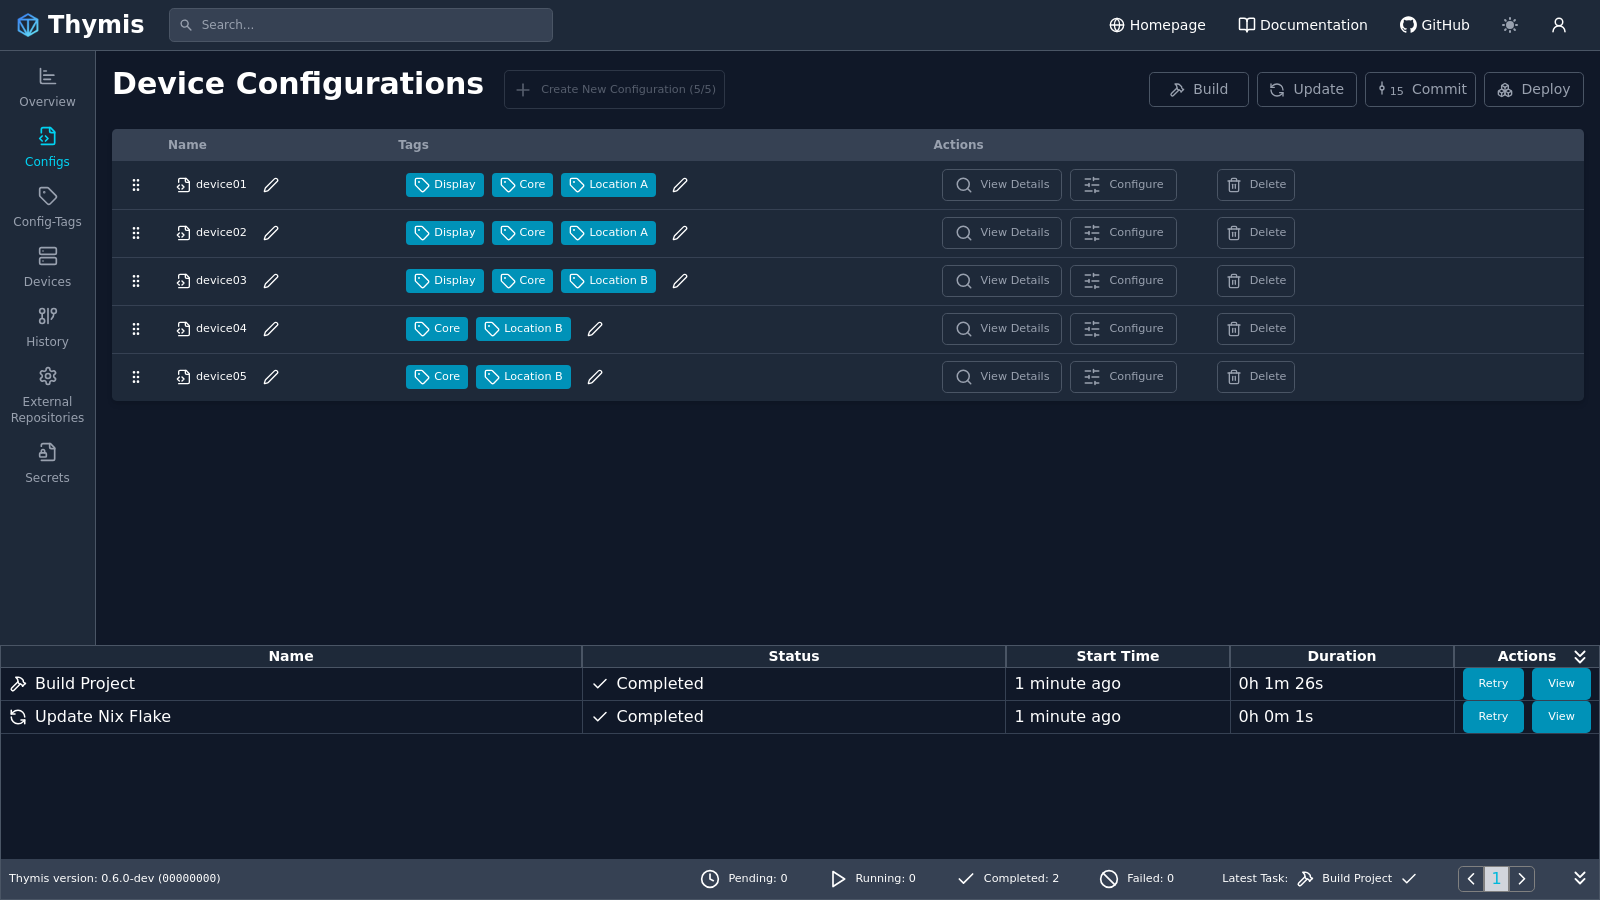 Thymis
Search...
Homepage
Documentation
GitHub
Overview
Configs
Config-Tags
Devices
History
External
Repositories
Secrets
Device Configurations
Create New Configuration (5/5)
Build
Update
15 Commit
Deploy
Name Tags Actions
device01 Display Core Location A View Details Configure Delete
device02 Display Core Location A View Details Configure Delete
device03 Display Core Location B View Details Configure Delete
device04 Core Location B View Details Configure Delete
device05 Core Location B View Details Configure Delete
Name Status Start Time Duration Actions
Build Project Completed 1 minute ago 0h 1m 26s Retry View
Update Nix Flake Completed 1 minute ago 0h 0m 1s Retry View
Thymis version: 0.6.0-dev (00000000) Pending: 0 Running: 0 Completed: 2 Failed: 0 Latest Task: Build Project 1